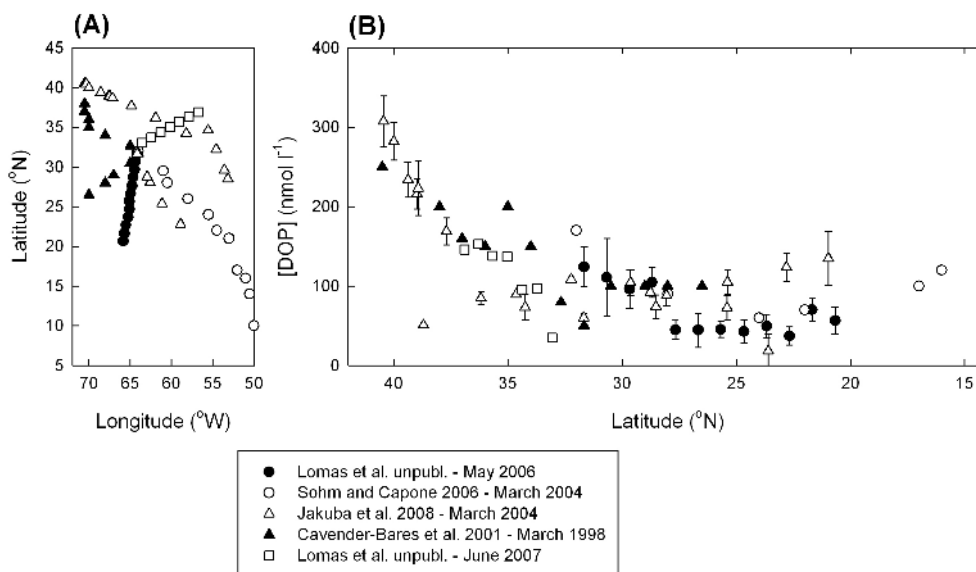 (A)
45
40
35
30
25
20
15
10
5
Latitude (°N)
70 65 60 55 50
Longitude (°W)
(B)
400
300
200
100
0
[DOP] (nmol l⁻¹)
40 35 30 25 20 15
Latitude (°N)
Lomas et al. unpubl. - May 2006
Sohm and Capone 2006 - March 2004
Jakuba et al. 2008 - March 2004
Cavender-Bares et al. 2001 - March 1998
Lomas et al. unpubl. - June 2007